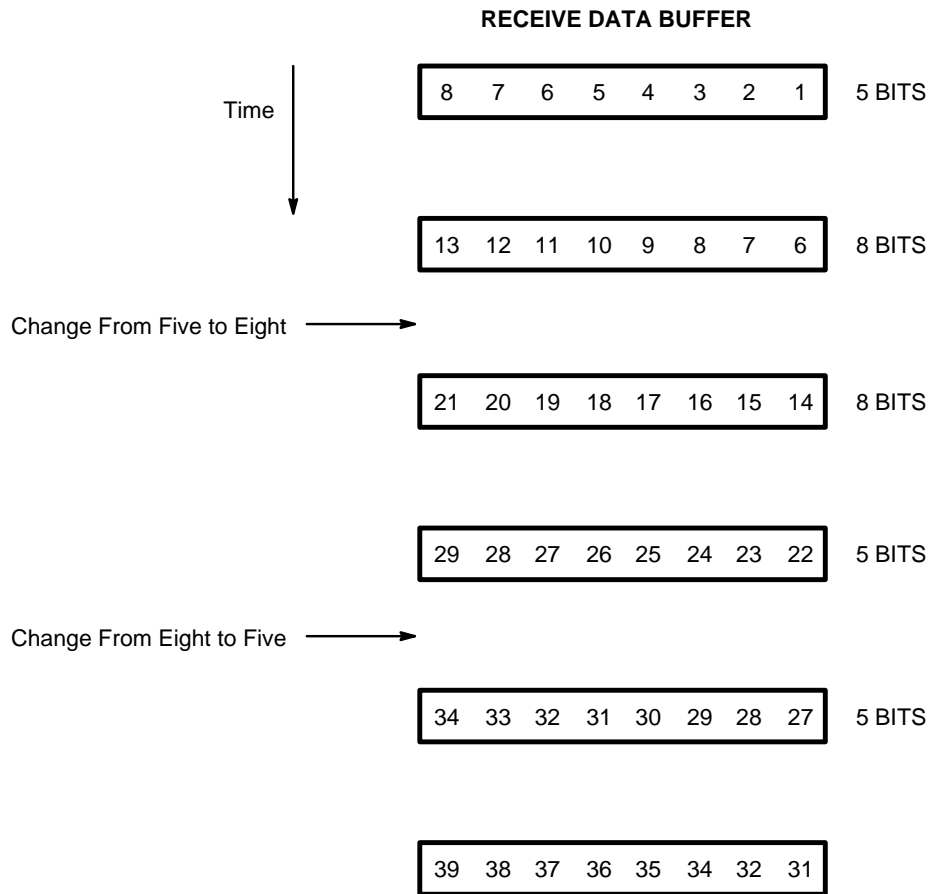 RECEIVE DATA BUFFER
8 7 6 5 4 3 2 1 5 BITS
Time
13 12 11 10 9 8 7 6 8 BITS
Change From Five to Eight
21 20 19 18 17 16 15 14 8 BITS
29 28 27 26 25 24 23 22 5 BITS
Change From Eight to Five
34 33 32 31 30 29 28 27 5 BITS
39 38 37 36 35 34 32 31